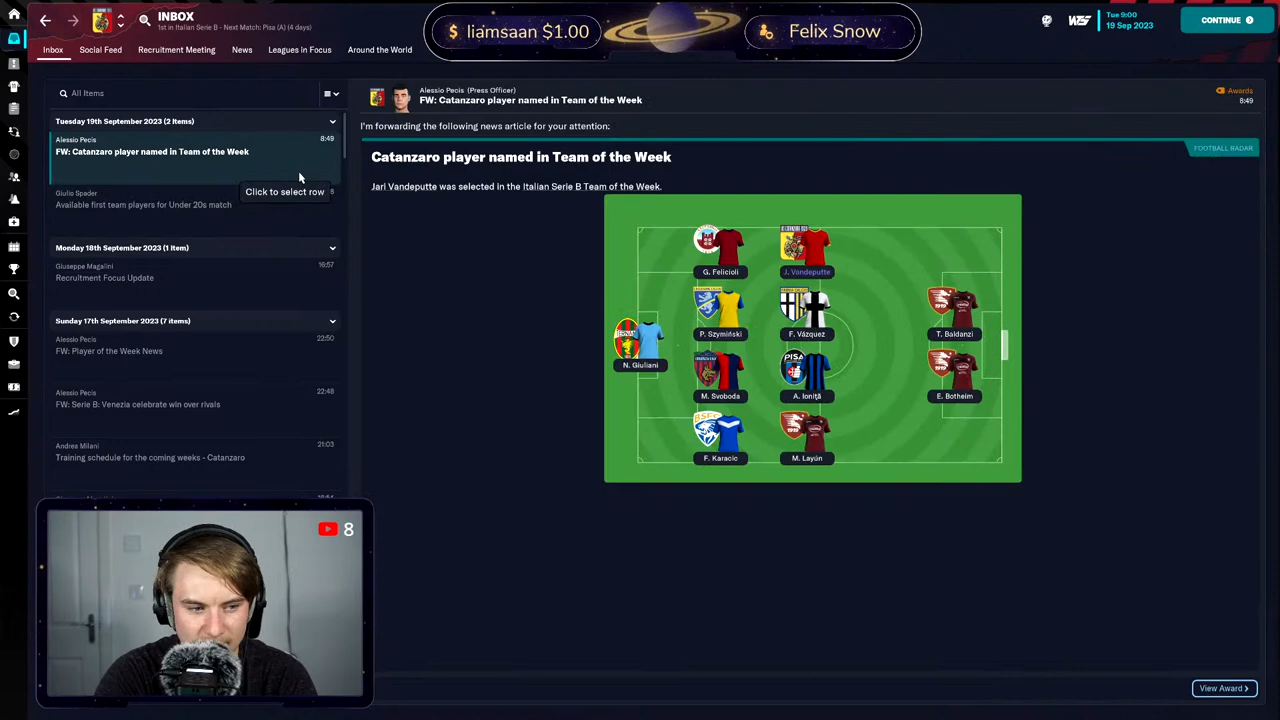 INBOX
1st in Italian Serie B - Next Match: Pisa (A) (4 days)
liamsaan $1.00
Felix Snow
Tue 9:00
19 Sep 2023
CONTINUE
Inbox
Social Feed
Recruitment Meeting
News
Leagues in Focus
Around the World
All Items
Tuesday 19th September 2023 (2 Items)
Alessio Pecis
8:49
FW: Catanzaro player named in Team of the Week
Click to select row
Giulio Spader
8
Available first team players for Under 20s match
Monday 18th September 2023 (1 Item)
Giuseppe Magalini
16:57
Recruitment Focus Update
Sunday 17th September 2023 (7 items)
Alessio Pecis
22:50
FW: Player of the Week News
Alessio Pecis
22:48
FW: Serie B: Venezia celebrate win over rivals
Andrea Milani
21:03
Training schedule for the coming weeks - Catanzaro
8
Alessio Pecis (Press Officer)
FW: Catanzaro player named in Team of the Week
Awards
8:49
I'm forwarding the following news article for your attention:
Catanzaro player named in Team of the Week
FOOTBALL RADAR
Jari Vandeputte was selected in the Italian Serie B Team of the Week.
G. Felicioli
J. Vandeputte
P. Szymiński
F. Vázquez
T. Baldanzi
N. Giuliani
M. Svoboda
PISA
A. Ioniţă
E. Botheim
BSFC
F. Karacic
M. Layún
View Award